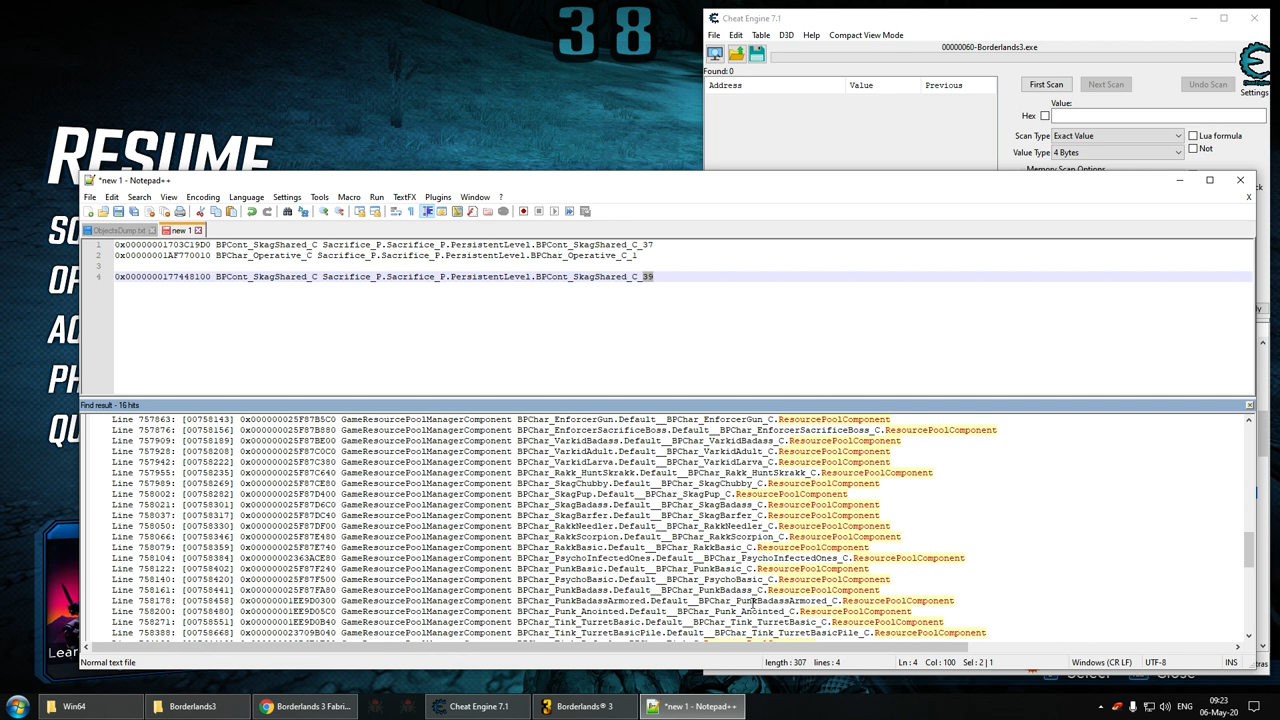 38
Cheat Engine 7.1
File Edit Table D3D Help Compact View Mode
00000060-Borderlands3.exe
Found: 0
Address Value Previous
First Scan Next Scan Undo Scan
Settings
Value:
Hex
Scan Type Exact Value Lua formula
Value Type 4 Bytes Not
Memory Scan Options
RESUME
*new 1 - Notepad++
File Edit Search View Encoding Language Settings Tools Macro Run TextFX Plugins Window ? X
ObjectsDump.txt new 1
1 0x00000001703C19D0 BPCont_SkagShared_C Sacrifice_P.Sacrifice_P.PersistentLevel.BPCont_SkagShared_C_37
2 0x00000001AF770010 BPChar_Operative_C Sacrifice_P.Sacrifice_P.PersistentLevel.BPChar_Operative_C_1
3
4 0x0000000177448100 BPCont_SkagShared_C Sacrifice_P.Sacrifice_P.PersistentLevel.BPCont_SkagShared_C_39
Find result - 16 hits
Line 757863: [00758143] 0x000000025F87B5C0 GameResourcePoolManagerComponent BPChar_EnforcerGun.Default__BPChar_EnforcerGun_C.ResourcePoolComponent
Line 757876: [00758156] 0x000000025F87B880 GameResourcePoolManagerComponent BPChar_EnforcerSacrificeBoss.Default__BPChar_EnforcerSacrificeBoss_C.ResourcePoolComponent
Line 757909: [00758189] 0x000000025F87BE00 GameResourcePoolManagerComponent BPChar_VarkidBadass.Default__BPChar_VarkidBadass_C.ResourcePoolComponent
Line 757928: [00758208] 0x000000025F87C0C0 GameResourcePoolManagerComponent BPChar_VarkidAdult.Default__BPChar_VarkidAdult_C.ResourcePoolComponent
Line 757942: [00758222] 0x000000025F87C380 GameResourcePoolManagerComponent BPChar_VarkidLarva.Default__BPChar_VarkidLarva_C.ResourcePoolComponent
Line 757955: [00758235] 0x000000025F87C640 GameResourcePoolManagerComponent BPChar_Rakk_HuntSkrakk.Default__BPChar_Rakk_HuntSkrakk_C.ResourcePoolComponent
Line 757989: [00758269] 0x000000025F87CE80 GameResourcePoolManagerComponent BPChar_SkagChubby.Default__BPChar_SkagChubby_C.ResourcePoolComponent
Line 758002: [00758282] 0x000000025F87D400 GameResourcePoolManagerComponent BPChar_SkagPup.Default__BPChar_SkagPup_C.ResourcePoolComponent
Line 758021: [00758301] 0x000000025F87D6C0 GameResourcePoolManagerComponent BPChar_SkagBadass.Default__BPChar_SkagBadass_C.ResourcePoolComponent
Line 758037: [00758317] 0x000000025F87DC40 GameResourcePoolManagerComponent BPChar_SkagBarfer.Default__BPChar_SkagBarfer_C.ResourcePoolComponent
Line 758050: [00758330] 0x000000025F87DF00 GameResourcePoolManagerComponent BPChar_RakkNeedler.Default__BPChar_RakkNeedler_C.ResourcePoolComponent
Line 758066: [00758346] 0x000000025F87E480 GameResourcePoolManagerComponent BPChar_RakkScorpion.Default__BPChar_RakkScorpion_C.ResourcePoolComponent
Line 758079: [00758359] 0x000000025F87E740 GameResourcePoolManagerComponent BPChar_RakkBasic.Default__BPChar_RakkBasic_C.ResourcePoolComponent
Line 758104: [00758384] 0x00000002363ACE80 GameResourcePoolManagerComponent BPChar_PsychoInfectedOnes.Default__BPChar_PsychoInfectedOnes_C.ResourcePoolComponent
Line 758122: [00758402] 0x000000025F87F240 GameResourcePoolManagerComponent BPChar_PunkBasic.Default__BPChar_PunkBasic_C.ResourcePoolComponent
Line 758140: [00758420] 0x000000025F87F500 GameResourcePoolManagerComponent BPChar_PsychoBasic.Default__BPChar_PsychoBasic_C.ResourcePoolComponent
Line 758161: [00758441] 0x000000025F87FA80 GameResourcePoolManagerComponent BPChar_PunkBadass.Default__BPChar_PunkBadass_C.ResourcePoolComponent
Line 758178: [00758458] 0x00000001EE9D0300 GameResourcePoolManagerComponent BPChar_PunkBadassArmored.Default__BPChar_PunkBadassArmored_C.ResourcePoolComponent
Line 758200: [00758480] 0x00000001EE9D05C0 GameResourcePoolManagerComponent BPChar_Punk_Anointed.Default__BPChar_Punk_Anointed_C.ResourcePoolComponent
Line 758271: [00758551] 0x00000001EE9D0B40 GameResourcePoolManagerComponent BPChar_Tink_TurretBasic.Default__BPChar_Tink_TurretBasic_C.ResourcePoolComponent
Line 758388: [00758668] 0x000000023709B040 GameResourcePoolManagerComponent BPChar_Tink_TurretBasicPile.Default__BPChar_Tink_TurretBasicPile_C.ResourcePoolComponent
Normal text file length : 307 lines : 4 Ln : 4 Col : 100 Sel : 2 | 1 Windows (CR LF) UTF-8 INS
Win64 Borderlands3 Borderlands 3 Fabri... Cheat Engine 7.1 Borderlands® 3 *new 1 - Notepad++ ENG 09:23
06-May-20